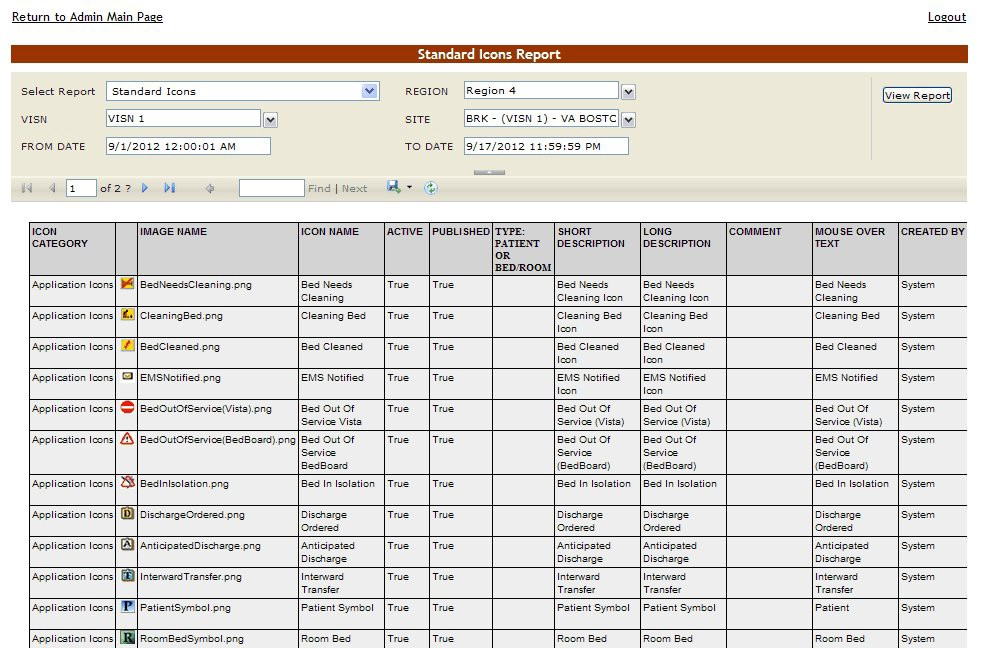 Return to Admin Main Page Logout
Standard Icons Report
Select Report Standard Icons REGION Region 4 View Report
VISN VISN 1 SITE BRK - (VISN 1) - VA BOSTC
FROM DATE 9/1/2012 12:00:01 AM TO DATE 9/17/2012 11:59:59 PM
1 of 2 ? Find | Next
ICON IMAGE NAME ICON NAME ACTIVE PUBLISHED TYPE: SHORT LONG COMMENT MOUSE OVER CREATED BY
CATEGORY PATIENT DESCRIPTION DESCRIPTION TEXT
OR
BED/ROOM
Application Icons BedNeedsCleaning.png Bed Needs True True Bed Needs Bed Needs Bed Needs System
Cleaning Cleaning Icon Cleaning Icon Cleaning
Application Icons CleaningBed.png Cleaning Bed True True Cleaning Bed Cleaning Bed Cleaning Bed System
Icon Icon
Application Icons BedCleaned.png Bed Cleaned True True Bed Cleaned Bed Cleaned Bed Cleaned System
Icon Icon
Application Icons EMSNotified.png EMS Notified True True EMS Notified EMS Notified EMS Notified System
Icon Icon
Application Icons BedOutOfService(Vista).png Bed Out Of True True Bed Out Of Bed Out Of Bed Out Of System
Service Vista Service (Vista) Service (Vista) Service (Vista)
Application Icons BedOutOfService(BedBoard).png Bed Out Of True True Bed Out Of Bed Out Of Bed Out Of System
Service Service Service Service
BedBoard (BedBoard) (BedBoard) (BedBoard)
Application Icons BedInIsolation.png Bed In Isolation True True Bed In Isolation Bed In Isolation Bed In Isolation System
Application Icons D DischargeOrdered.png Discharge True True Discharge Discharge Discharge System
Ordered Ordered Ordered Ordered
Application Icons A AnticipatedDischarge.png Anticipated True True Anticipated Anticipated Anticipated System
Discharge Discharge Discharge Discharge
Application Icons T InterwardTransfer.png Interward True True Interward Interward Interward System
Transfer Transfer Transfer Transfer
Application Icons P PatientSymbol.png Patient Symbol True True Patient Symbol Patient Symbol Patient System
Application Icons R RoomBedSymbol.png Room Bed True True Room Bed Room Bed Room Bed System